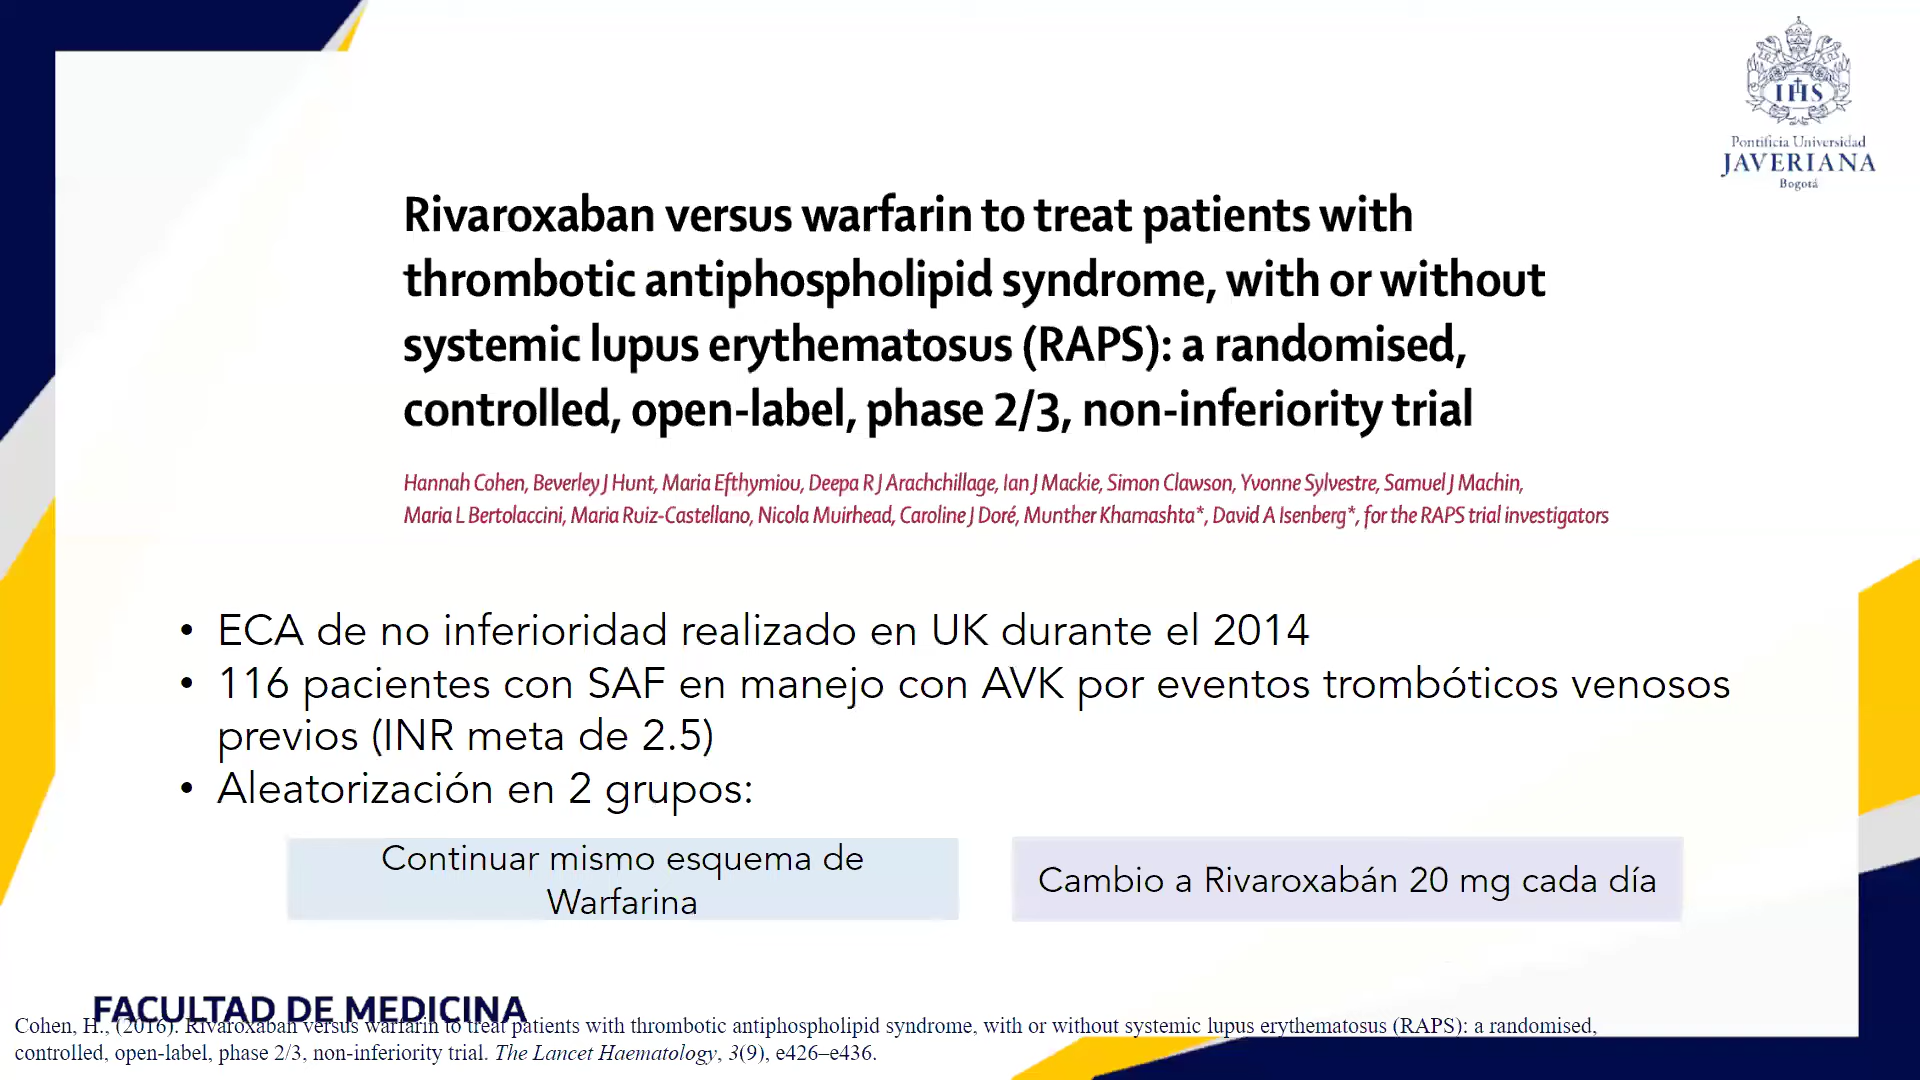 IHS
Pontificia Universidad
JAVERIANA
Bogotá
Rivaroxaban versus warfarin to treat patients with
thrombotic antiphospholipid syndrome, with or without
systemic lupus erythematosus (RAPS): a randomised,
controlled, open-label, phase 2/3, non-inferiority trial
Hannah Cohen, Beverley J Hunt, Maria Efthymiou, Deepa R J Arachchillage, Ian J Mackie, Simon Clawson, Yvonne Sylvestre, Samuel J Machin,
Maria L Bertolaccini, Maria Ruiz-Castellano, Nicola Muirhead, Caroline J Doré, Munther Khamashta*, David A Isenberg*, for the RAPS trial investigators
• ECA de no inferioridad realizado en UK durante el 2014
• 116 pacientes con SAF en manejo con AVK por eventos trombóticos venosos
previos (INR meta de 2.5)
• Aleatorización en 2 grupos:
Continuar mismo esquema de
Warfarina
Cambio a Rivaroxabán 20 mg cada día
FACULTAD DE MEDICINA
Cohen, H., (2016). Rivaroxaban versus warfarin to treat patients with thrombotic antiphospholipid syndrome, with or without systemic lupus erythematosus (RAPS): a randomised,
controlled, open-label, phase 2/3, non-inferiority trial. The Lancet Haematology, 3(9), e426–e436.